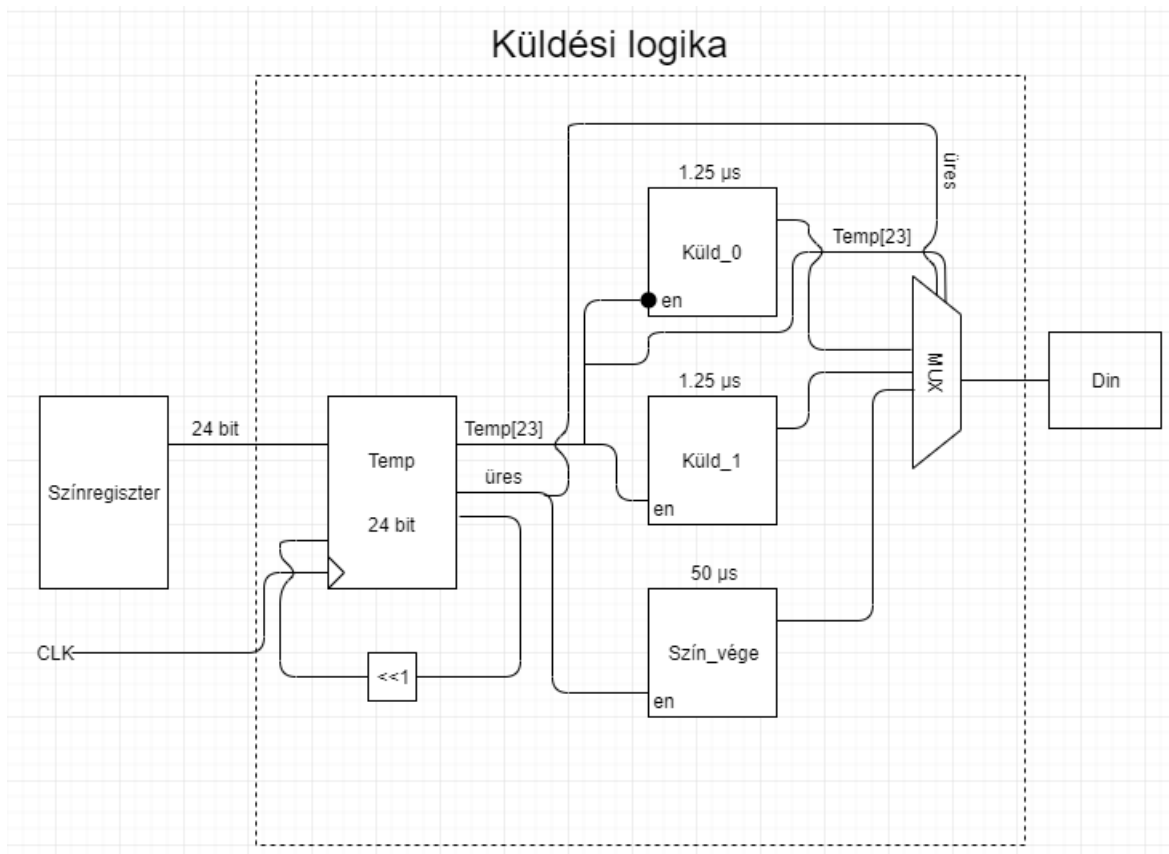 Küldési logika
üres
1.25 µs
Küld_0
en
Temp[23]
MUX
Din
1.25 µs
Küld_1
en
24 bit
Temp
24 bit
Temp[23]
üres
Színregiszter
50 µs
Szín_vége
en
CLK
<<1